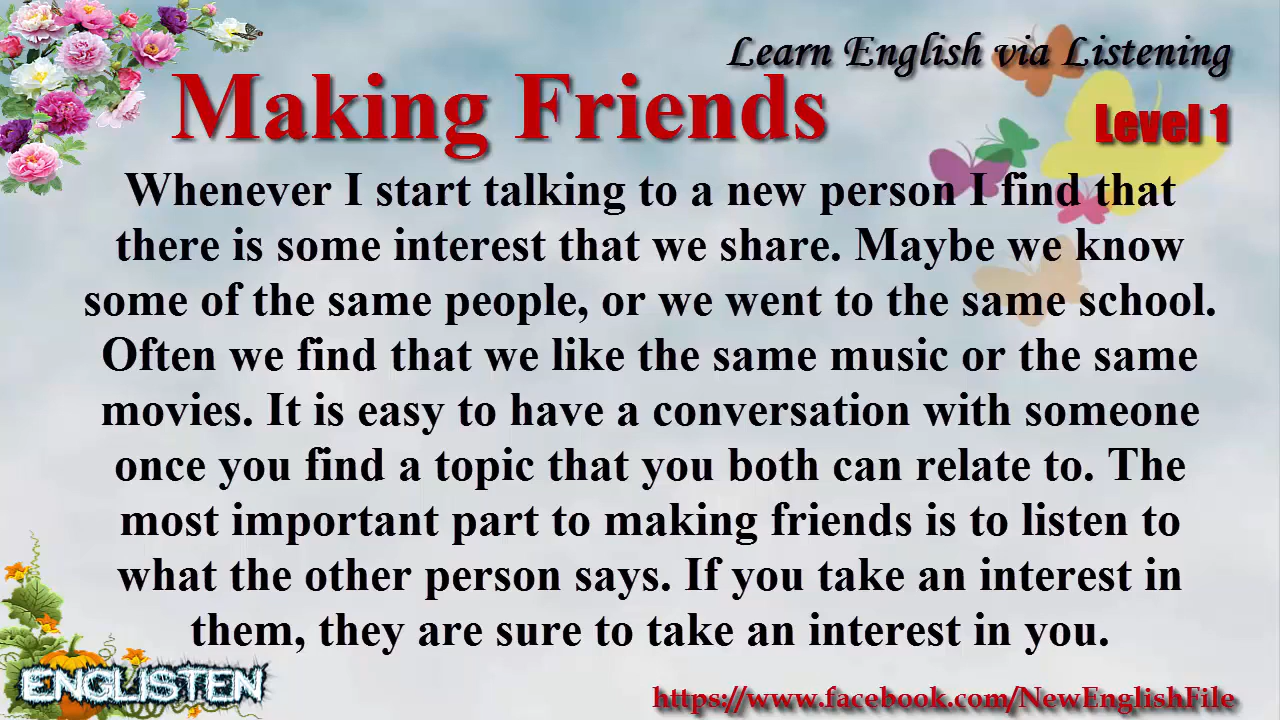 Learn English via Listening
Making Friends
Level 1
Whenever I start talking to a new person I find that
there is some interest that we share. Maybe we know
some of the same people, or we went to the same school.
Often we find that we like the same music or the same
movies. It is easy to have a conversation with someone
once you find a topic that you both can relate to. The
most important part to making friends is to listen to
what the other person says. If you take an interest in
them, they are sure to take an interest in you.
ENGLISTEN
https://www.facebook.com/NewEnglishFile